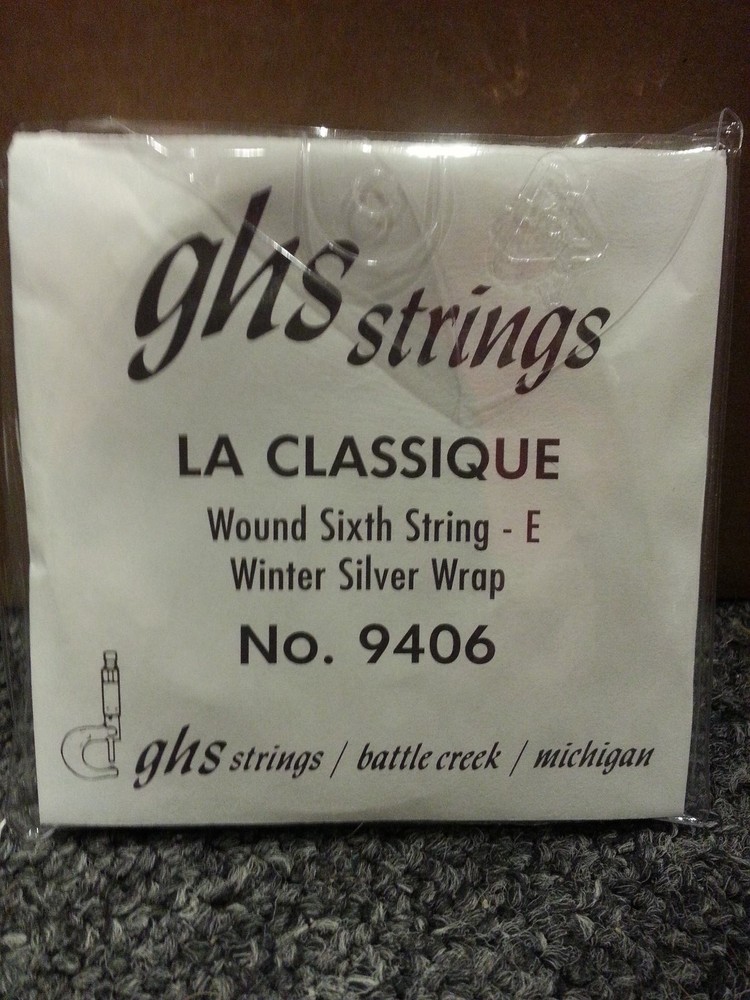 ghs strings
LA CLASSIQUE
Wound Sixth String - E
Winter Silver Wrap
No. 9406
ghs strings / battle creek / michigan